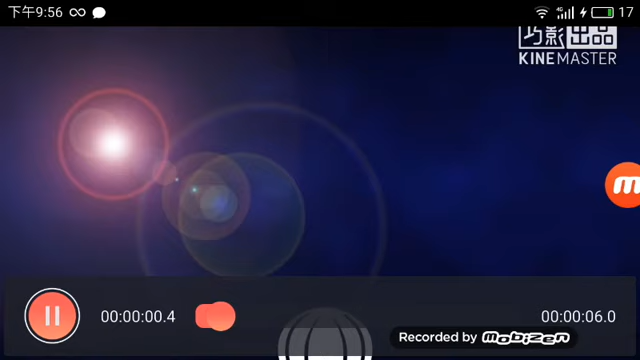 下午9:56
4G
17
巧影出品
KINEMASTER
00:00:00.4
00:00:06.0
Recorded by MOBIZEN